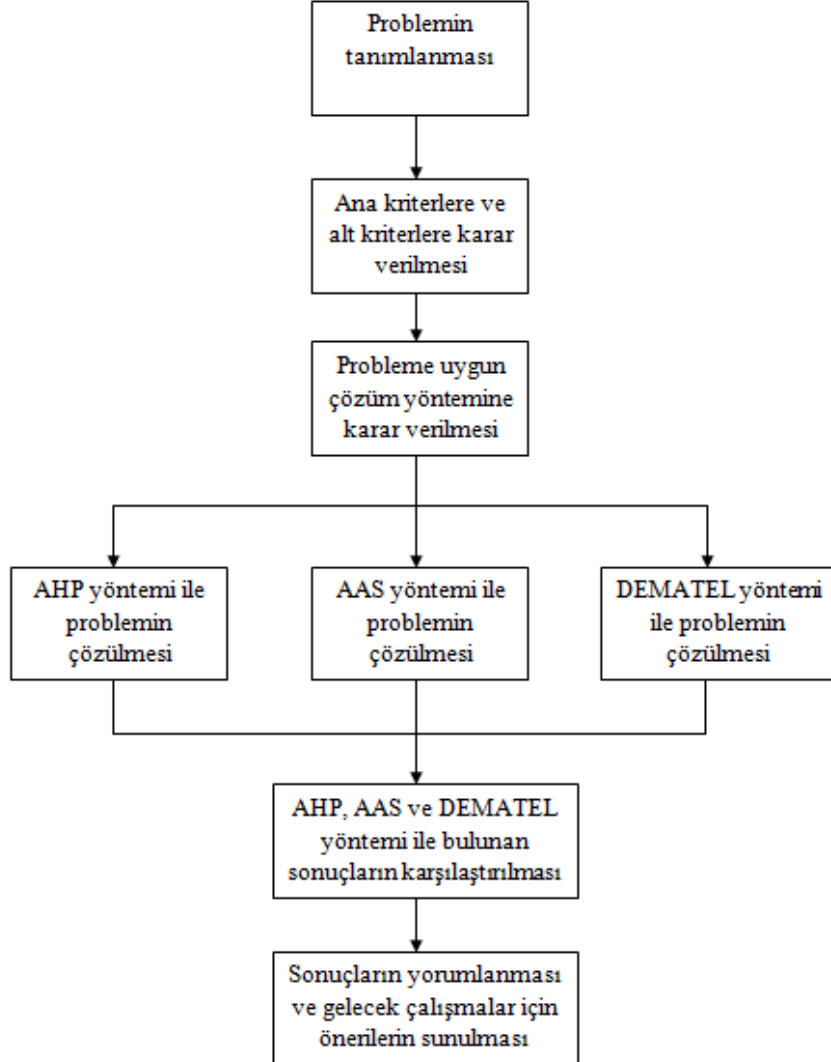 Problemin
tanımlanması
Ana kriterlere ve
alt kriterlere karar
verilmesi
Probleme uygun
çözüm yöntemine
karar verilmesi
AHP yöntemi ile
problemin
çözülmesi
AAS yöntemi ile
problemin
çözülmesi
DEMATEL yöntemi
ile problemin
çözülmesi
AHP, AAS ve DEMATEL
yöntemi ile bulunan
sonuçların karşılaştırılması
Sonuçların yorumlanması
ve gelecek çalışmalar için
önerilerin sunulması